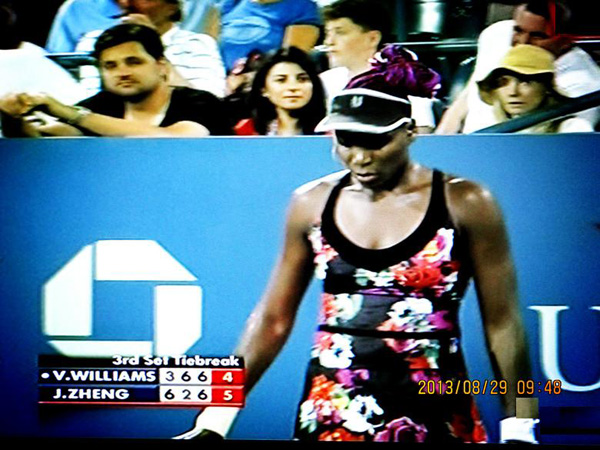 3rd Set Tiebreak
• V.WILLIAMS 3 6 6 4
J.ZHENG 6 2 6 5
2013/08/29 09:48
U